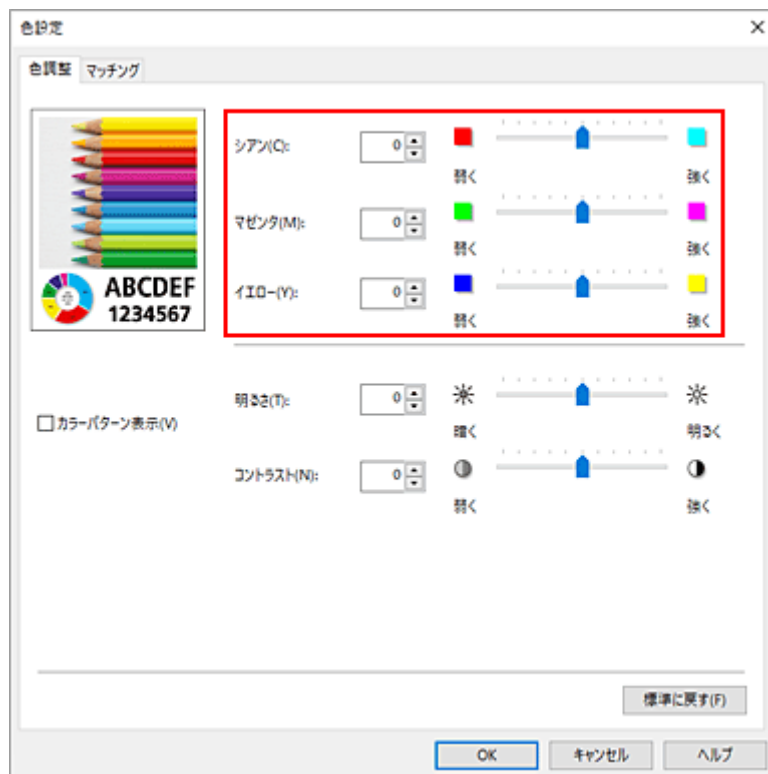 色設定
色調整 マッチング
シアン(C): 0
弱く 強く
マゼンタ(M): 0
弱く 強く
イエロー(Y): 0
弱く 強く
ABCDEF
1234567
明るさ(T): 0
暗く 明るく
カラーパターン表示(V)
コントラスト(N): 0
弱く 強く
標準に戻す(F)
OK キャンセル ヘルプ